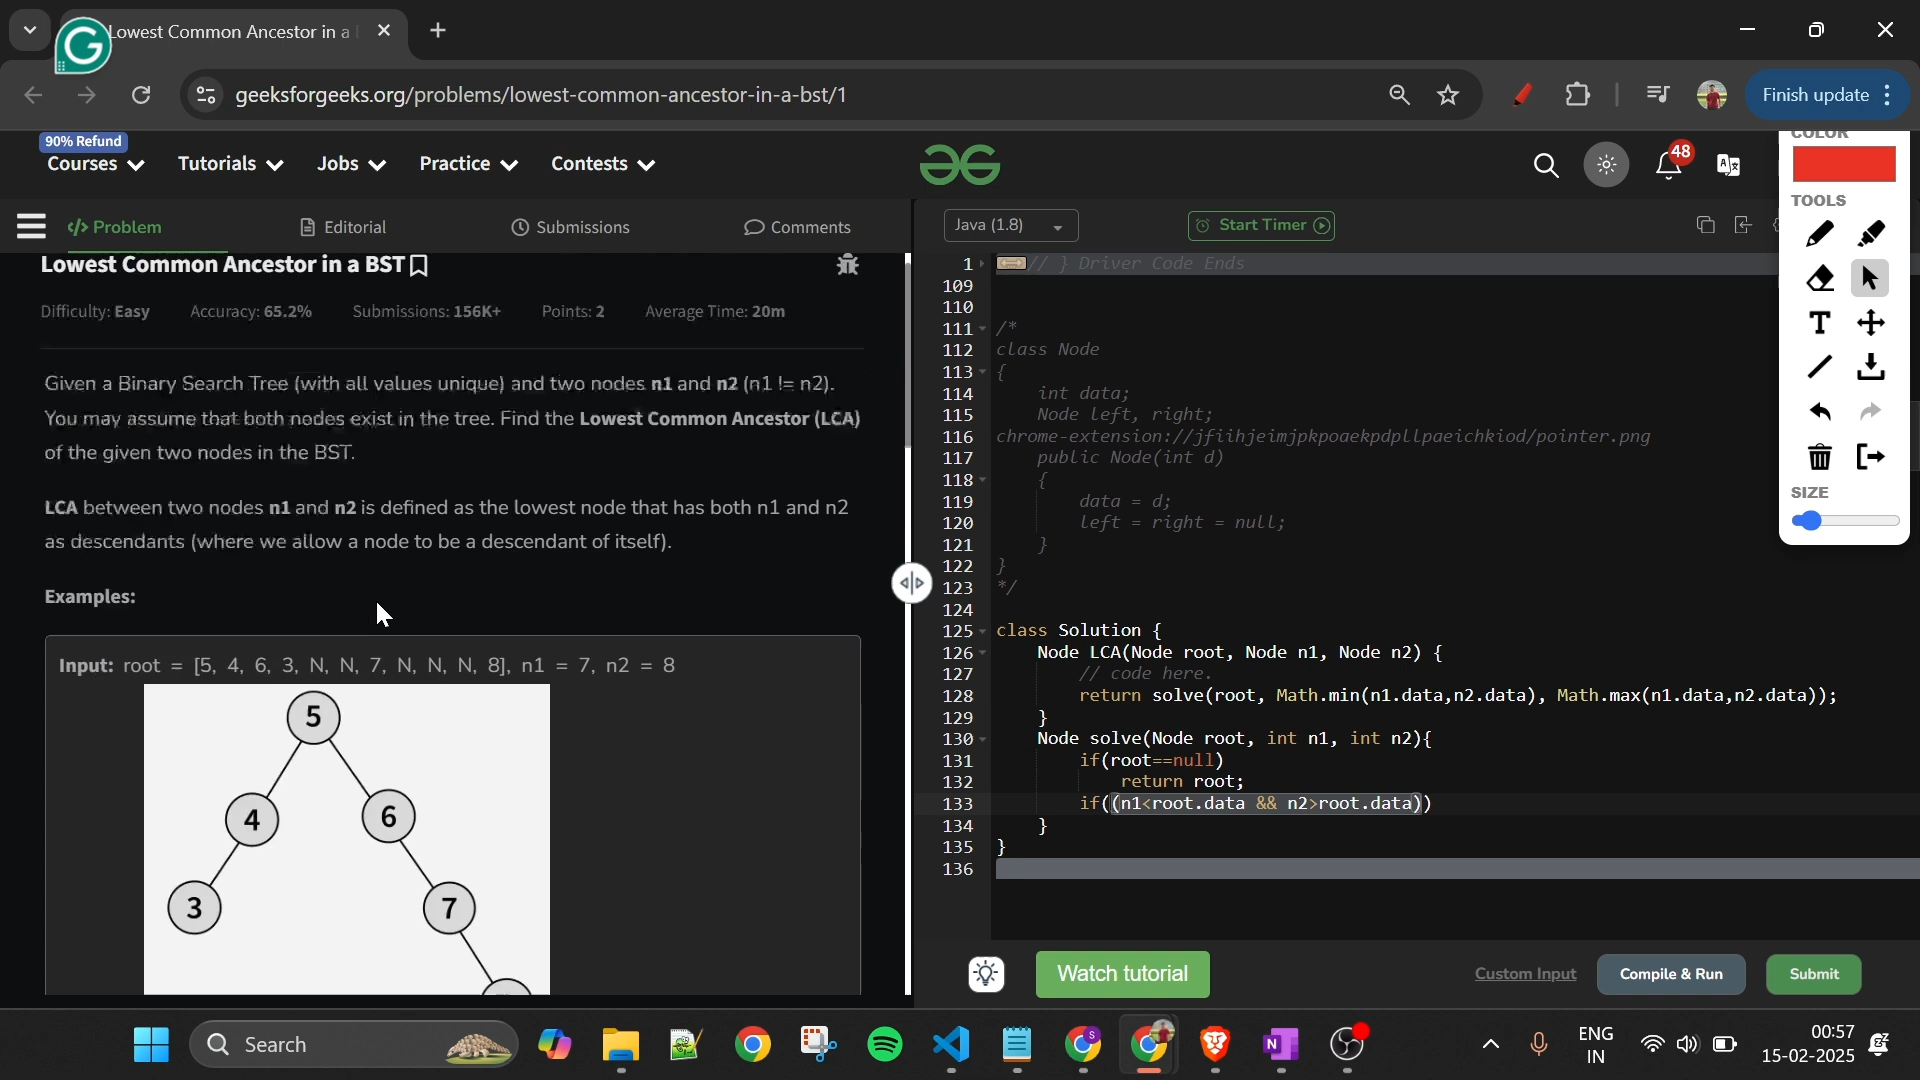 Lowest Common Ancestor in a
geeksforgeeks.org/problems/lowest-common-ancestor-in-a-bst/1
Finish update
90% Refund
Courses
Tutorials
Jobs
Practice
Contests
48
COLOR
TOOLS
SIZE
Problem
Editorial
Submissions
Comments
Lowest Common Ancestor in a BST
Difficulty: Easy Accuracy: 65.2% Submissions: 156K+ Points: 2 Average Time: 20m
Given a Binary Search Tree (with all values unique) and two nodes n1 and n2 (n1 != n2).
You may assume that both nodes exist in the tree. Find the Lowest Common Ancestor (LCA)
of the given two nodes in the BST.
LCA between two nodes n1 and n2 is defined as the lowest node that has both n1 and n2
as descendants (where we allow a node to be a descendant of itself).
Examples:
Input: root = [5, 4, 6, 3, N, N, 7, N, N, N, 8], n1 = 7, n2 = 8
5
4
6
3
7
Java (1.8)
Start Timer
1 // } Driver Code Ends
109
110
111 /*
112 class Node
113 {
114 int data;
115 Node left, right;
116 chrome-extension://jfiihjeimjpkpoaekpdpllpaeichkiod/pointer.png
117 public Node(int d)
118 {
119 data = d;
120 left = right = null;
121 }
122 }
123 */
124
125 class Solution {
126 Node LCA(Node root, Node n1, Node n2) {
127 // code here.
128 return solve(root, Math.min(n1.data,n2.data), Math.max(n1.data,n2.data));
129 }
130 Node solve(Node root, int n1, int n2){
131 if(root==null)
132 return root;
133 if((n1<root.data && n2>root.data))
134 }
135 }
136
Watch tutorial
Custom Input
Compile & Run
Submit
Search
ENG
IN
00:57
15-02-2025